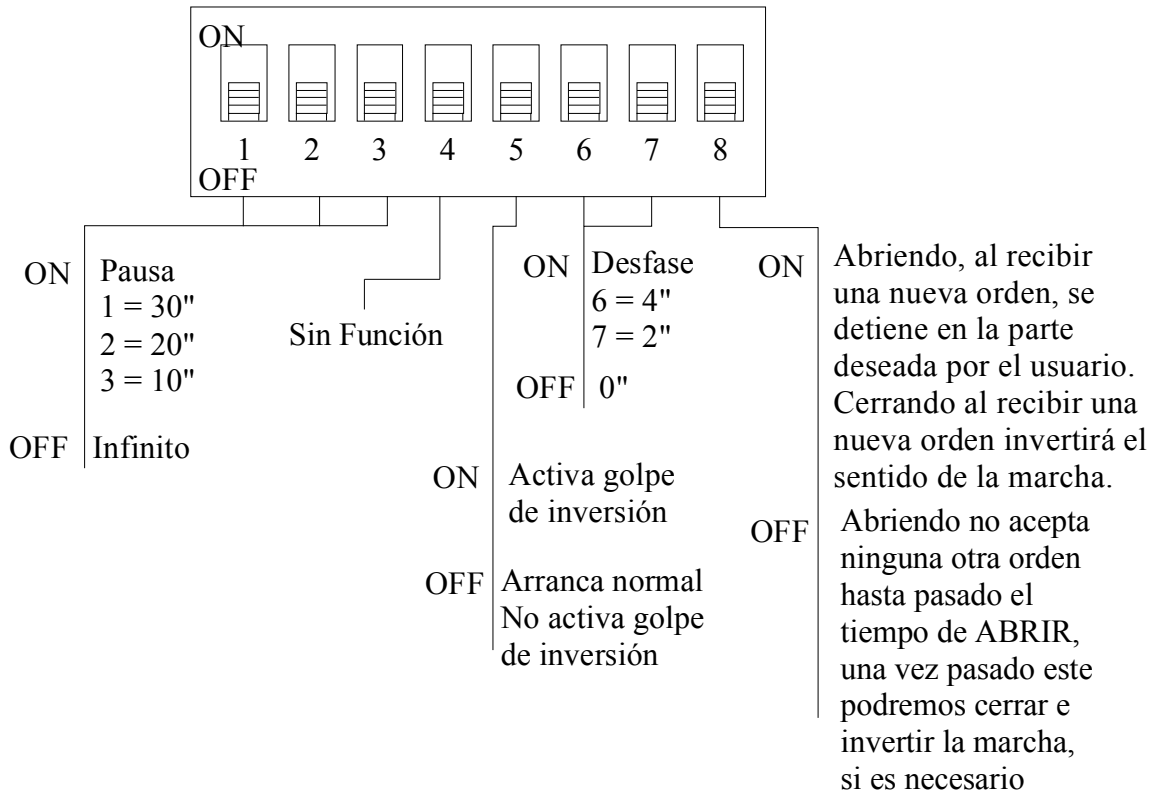 ON
1 2 3 4 5 6 7 8
OFF
ON
Pausa
1 = 30"
2 = 20"
3 = 10"
OFF
Infinito
Sin Función
ON
Desfase
6 = 4"
7 = 2"
OFF
0"
ON
Activa golpe
de inversión
OFF
Arranca normal
No activa golpe
de inversión
ON
Abriendo, al recibir
una nueva orden, se
detiene en la parte
deseada por el usuario.
Cerrando al recibir una
nueva orden invertirá el
sentido de la marcha.
OFF
Abriendo no acepta
ninguna otra orden
hasta pasado el
tiempo de ABRIR,
una vez pasado este
podremos cerrar e
invertir la marcha,
si es necesario